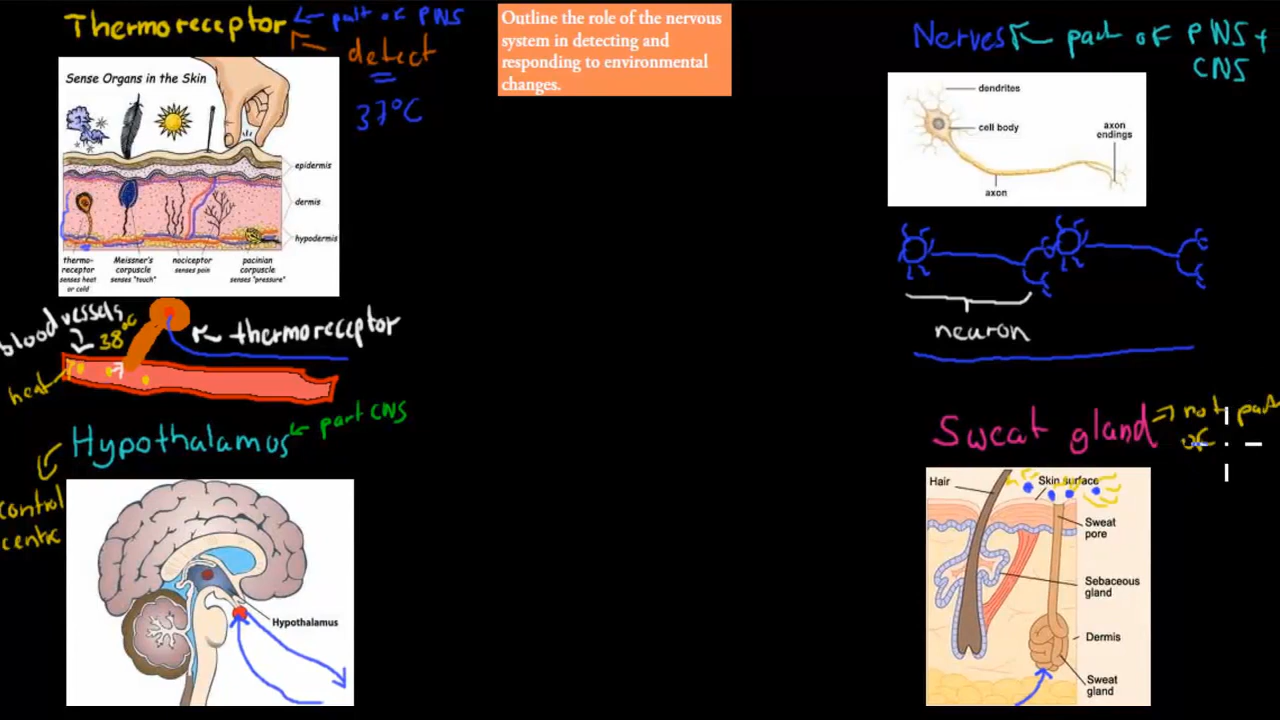 Thermoreceptor ← part of PNS
← detect
37°C
Sense Organs in the Skin
epidermis
dermis
hypodermis
thermo-
receptor
senses heat
or cold
Meissner's
corpuscle
senses "touch"
nociceptor
senses pain
pacinian
corpuscle
senses "pressure"
blood vessels
38°C
← thermoreceptor
heat
Hypothalamus ← part CNS
control
centre
Hypothalamus
Outline the role of the nervous
system in detecting and
responding to environmental
changes.
Nerves ← part of PNS +
CNS
dendrites
cell body
axon
endings
axon
neuron
Sweat gland → not part
of
Hair
Skin surface
Sweat
pore
Sebaceous
gland
Dermis
Sweat
gland